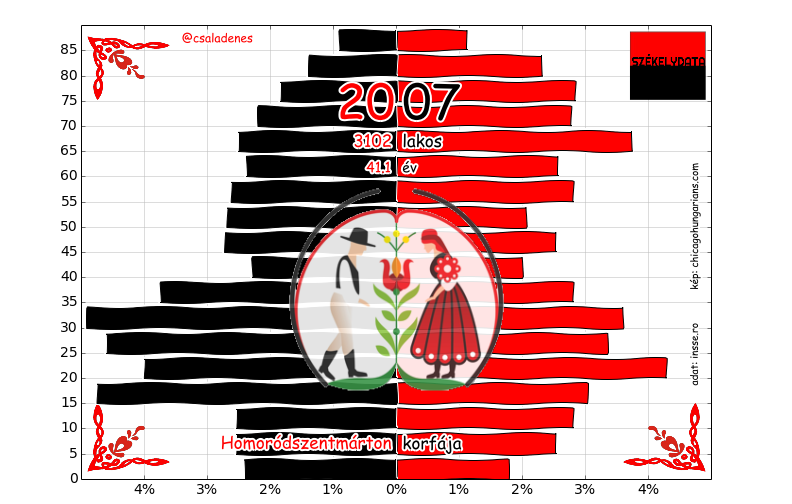 @csaladenes
SZÉKELYDATA
2007
3102 lakos
41,1 év
kép: chicagohungarians.com
adat: insse.ro
Homoródszentmárton korfája
85
80
75
70
65
60
55
50
45
40
35
30
25
20
15
10
5
0
4% 3% 2% 1% 0% 1% 2% 3% 4%